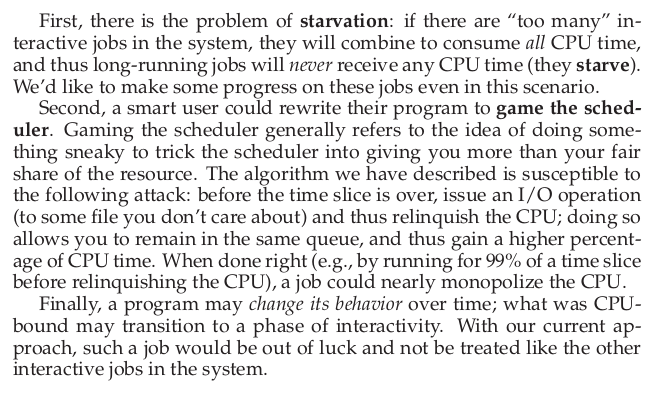 First, there is the problem of starvation: if there are “too many” in-
teractive jobs in the system, they will combine to consume all CPU time,
and thus long-running jobs will never receive any CPU time (they starve).
We’d like to make some progress on these jobs even in this scenario.
Second, a smart user could rewrite their program to game the sched-
uler. Gaming the scheduler generally refers to the idea of doing some-
thing sneaky to trick the scheduler into giving you more than your fair
share of the resource. The algorithm we have described is susceptible to
the following attack: before the time slice is over, issue an I/O operation
(to some file you don’t care about) and thus relinquish the CPU; doing so
allows you to remain in the same queue, and thus gain a higher percent-
age of CPU time. When done right (e.g., by running for 99% of a time slice
before relinquishing the CPU), a job could nearly monopolize the CPU.
Finally, a program may change its behavior over time; what was CPU-
bound may transition to a phase of interactivity. With our current ap-
proach, such a job would be out of luck and not be treated like the other
interactive jobs in the system.